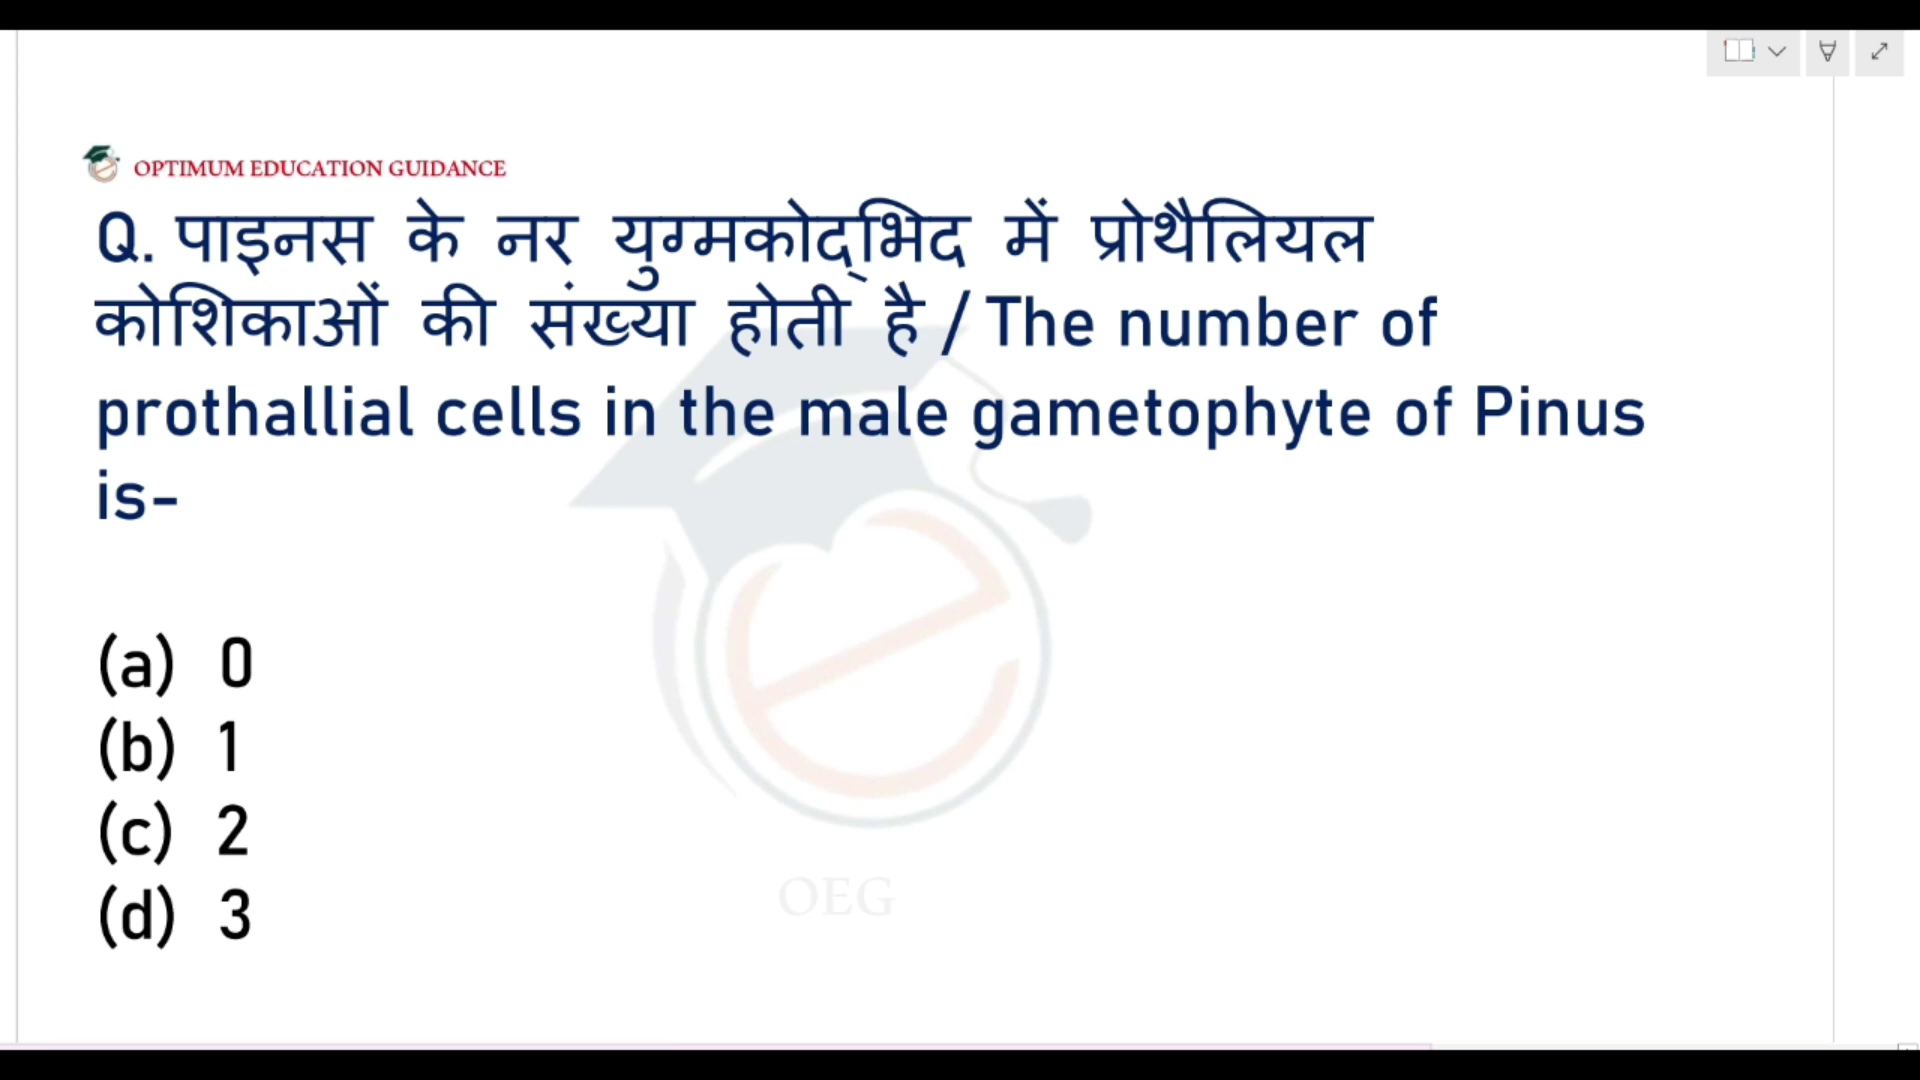 OPTIMUM EDUCATION GUIDANCE
Q. पाइनस के नर युग्मकोद्भिद में प्रोथैलियल
कोशिकाओं की संख्या होती है / The number of
prothallial cells in the male gametophyte of Pinus
is-
(a) 0
(b) 1
(c) 2
(d) 3
OEG